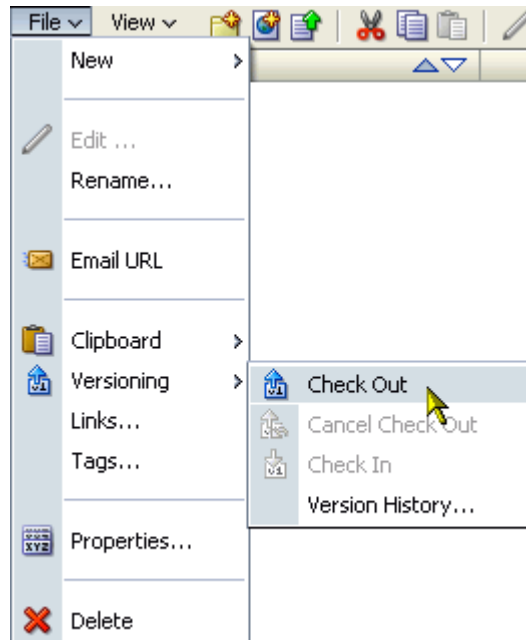 File View
New
Edit ...
Rename...
Email URL
Clipboard
Versioning
Check Out
Links...
Cancel Check Out
Tags...
Check In
Version History...
Properties...
Delete